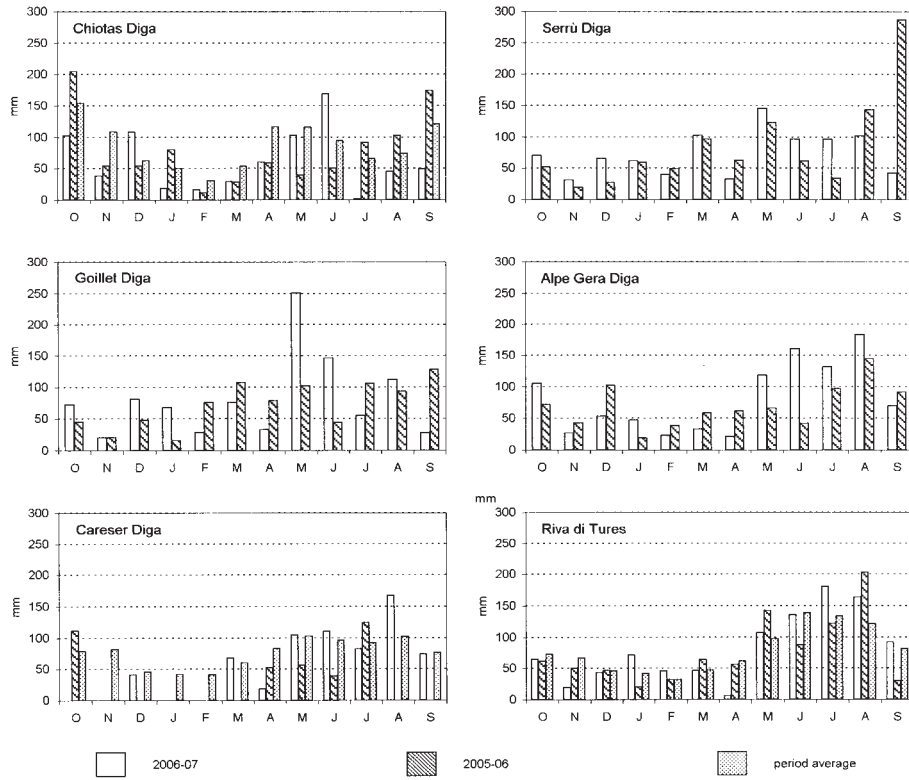 Chiotas Diga
300
250
200
150
100
50
0
mm
O N D J F M A M J J A S
Serrù Diga
300
250
200
150
100
50
0
mm
O N D J F M A M J J A S
Goillet Diga
300
250
200
150
100
50
0
mm
O N D J F M A M J J A S
Alpe Gera Diga
300
250
200
150
100
50
0
mm
O N D J F M A M J J A S
Careser Diga
300
250
200
150
100
50
0
mm
O N D J F M A M J J A S
mm
Riva di Tures
300
250
200
150
100
50
0
mm
O N D J F M A M J J A S
2006-07 2005-06 period average